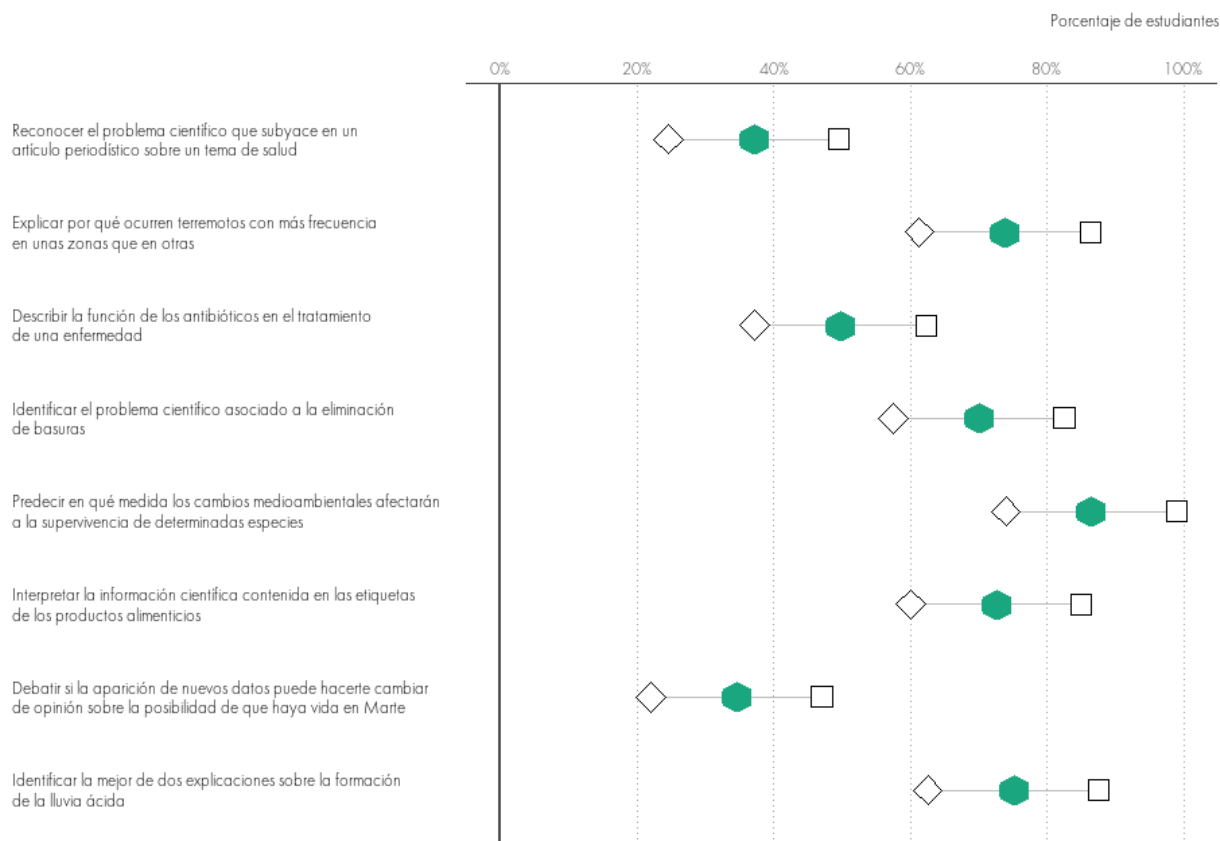 Porcentaje de estudiantes
0% 20% 40% 60% 80% 100%
Reconocer el problema científico que subyace en un
artículo periodístico sobre un tema de salud
Explicar por qué ocurren terremotos con más frecuencia
en unas zonas que en otras
Describir la función de los antibióticos en el tratamiento
de una enfermedad
Identificar el problema científico asociado a la eliminación
de basuras
Predecir en qué medida los cambios medioambientales afectarán
a la supervivencia de determinadas especies
Interpretar la información científica contenida en las etiquetas
de los productos alimenticios
Debatir si la aparición de nuevos datos puede hacerte cambiar
de opinión sobre la posibilidad de que haya vida en Marte
Identificar la mejor de dos explicaciones sobre la formación
de la lluvia ácida